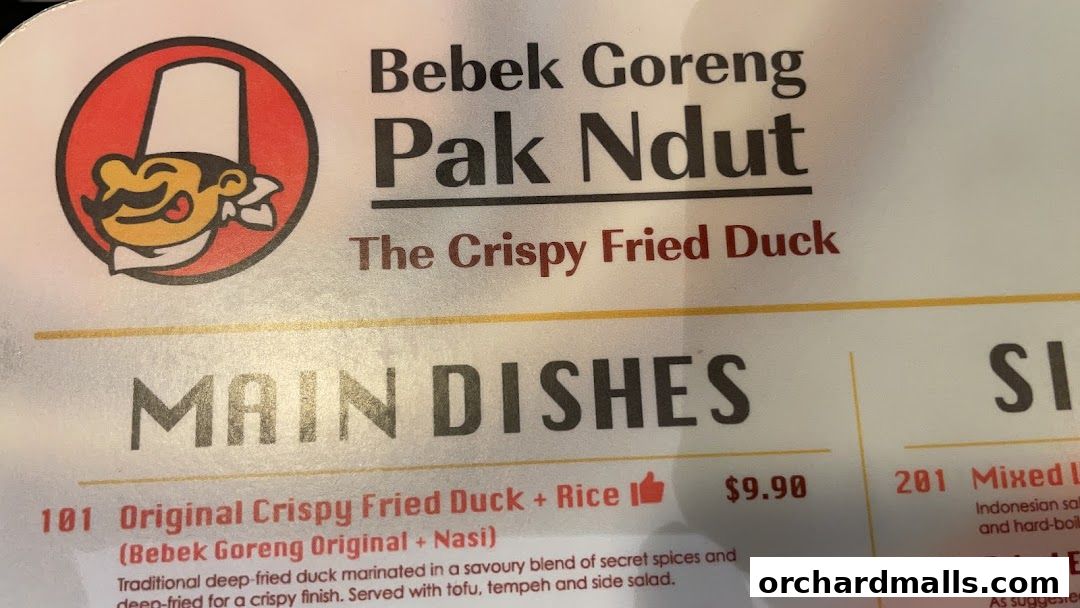 Bebek Goreng
Pak Ndut
The Crispy Fried Duck
MAIN DISHES
101 Original Crispy Fried Duck + Rice $9.90
(Bebek Goreng Original + Nasi)
Traditional deep-fried duck marinated in a savoury blend of secret spices and
deep-fried for a crispy finish. Served with tofu, tempeh and side salad.
SI
201 Mixed
Indonesian
and
As suggested
orchardmalls.com